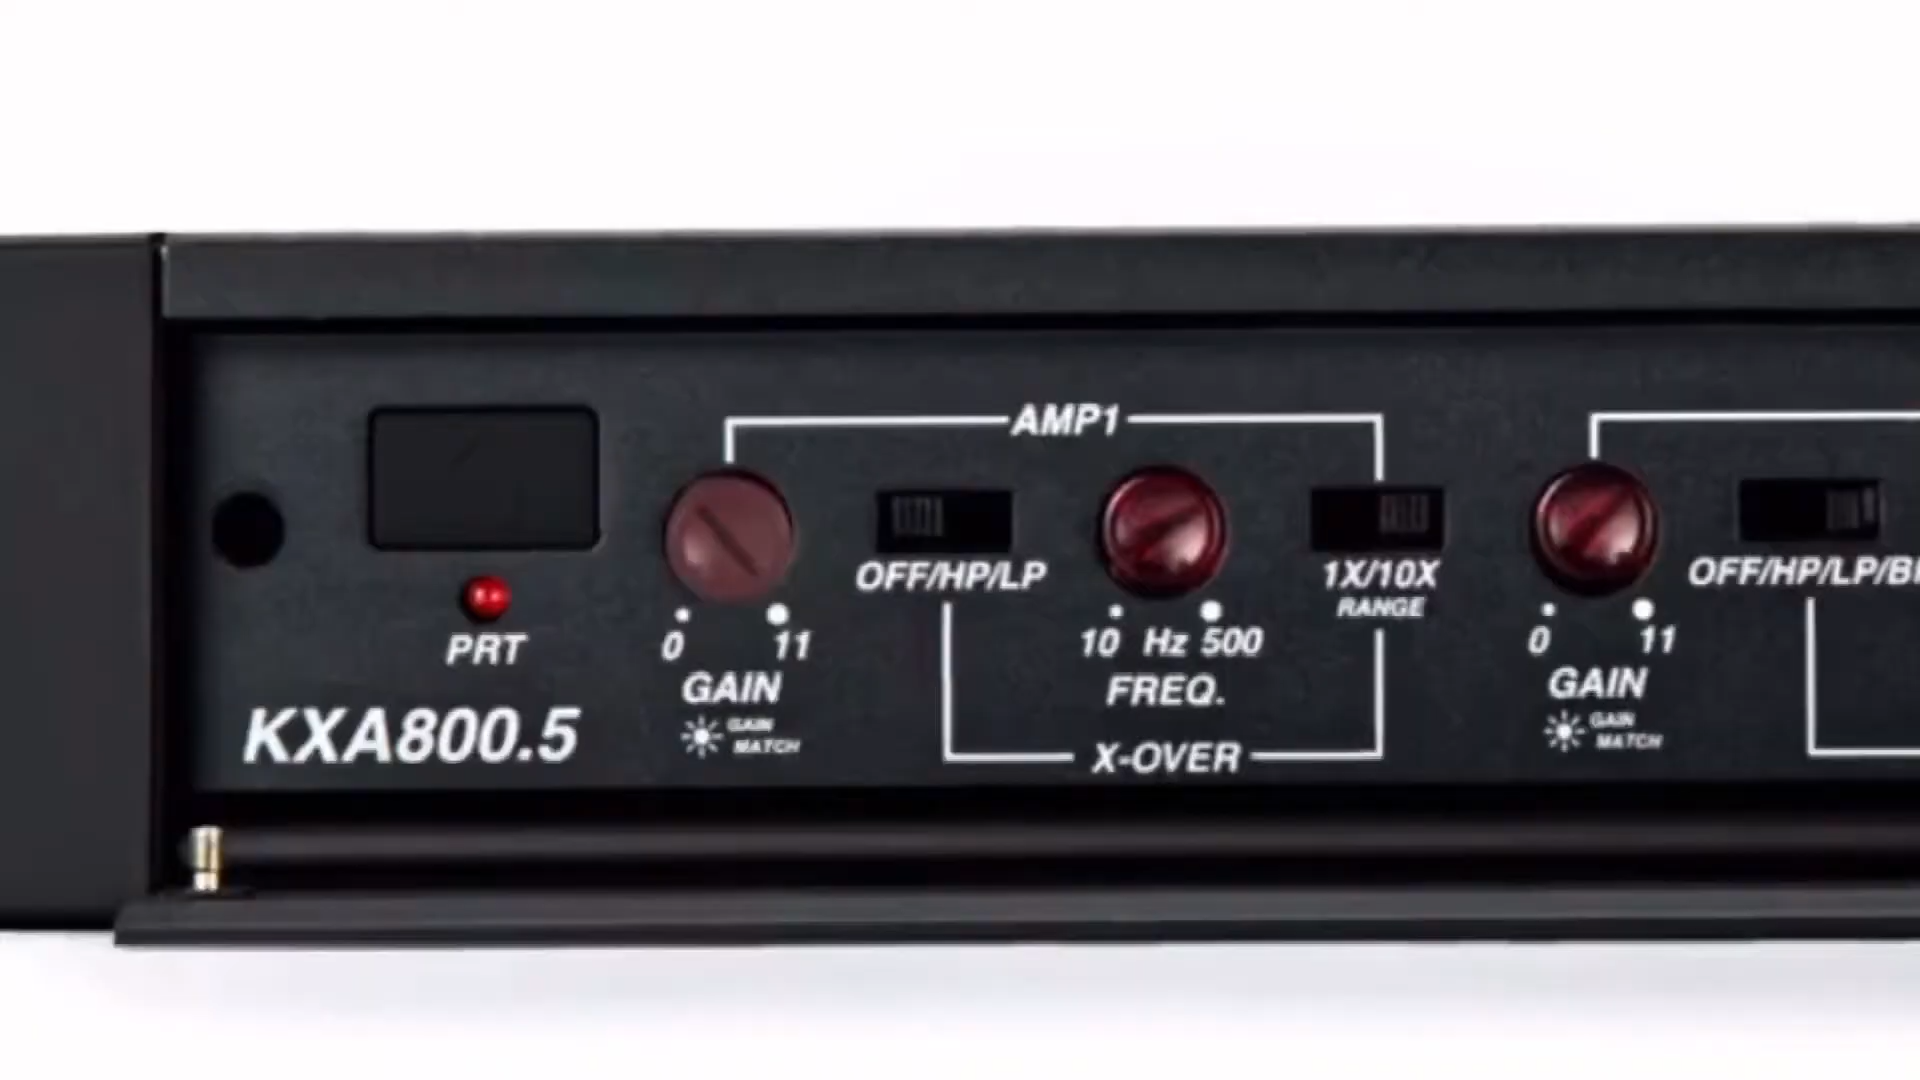 AMP1
OFF/HP/LP
1X/10X
RANGE
OFF/HP/LP/B
PRT
0 11
10 Hz 500
0 11
GAIN
FREQ.
GAIN
KXA800.5
GAIN
MATCH
X-OVER
GAIN
MATCH